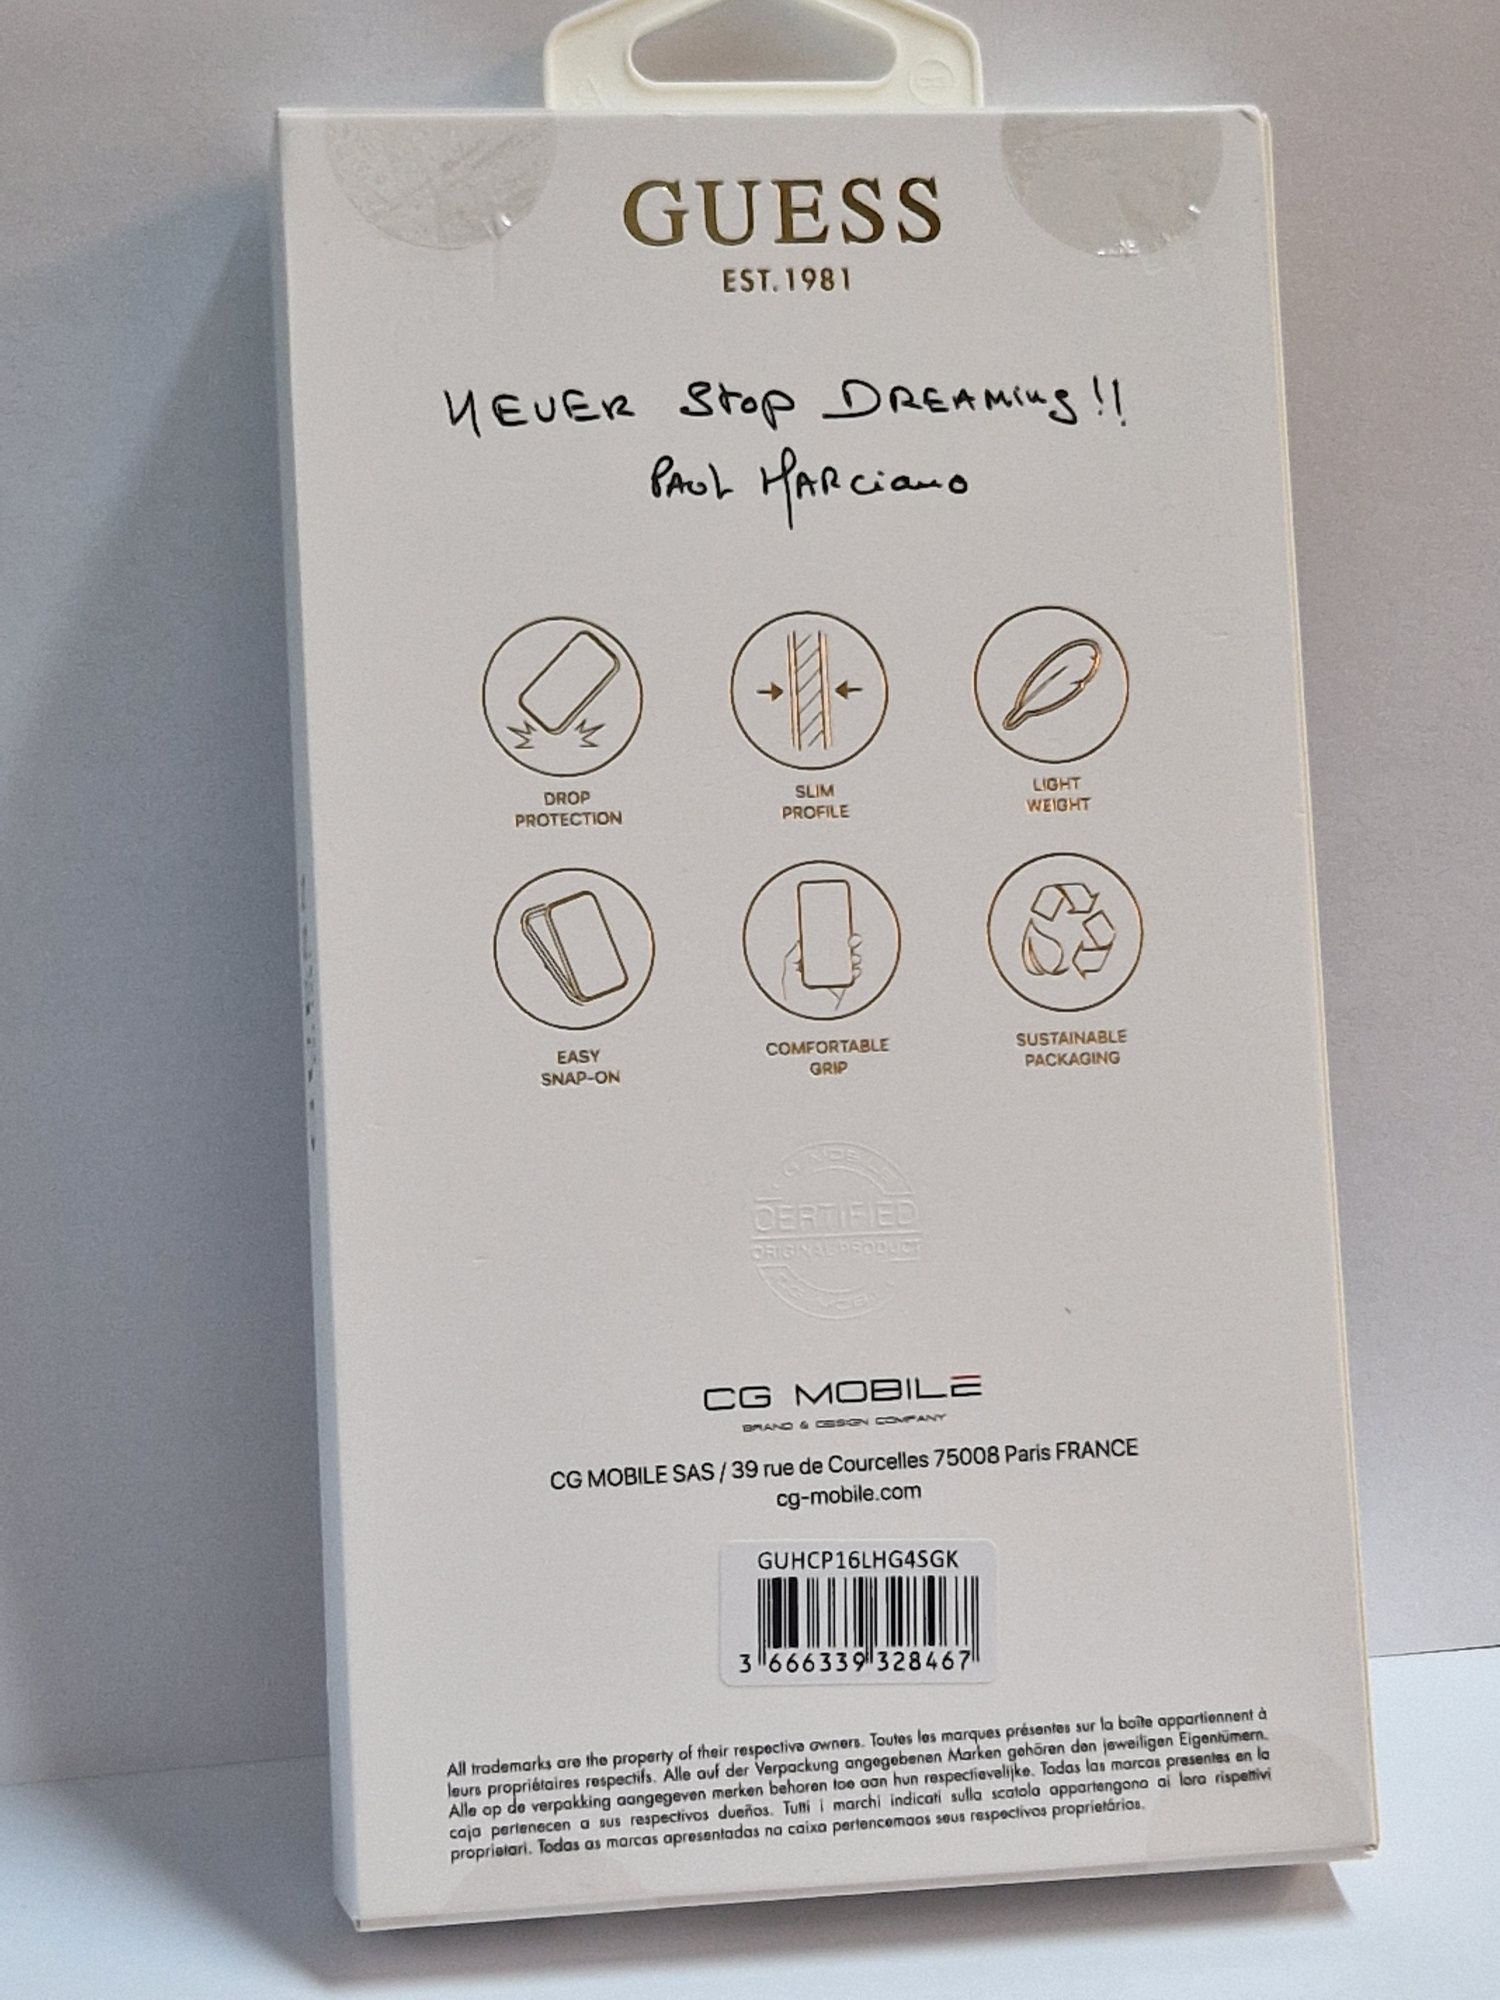 GUESS
EST. 1981
NEVER Stop DREAMing!!
PAUL MARciano
DROP
PROTECTION
SLIM
PROFILE
LIGHT
WEIGHT
EASY
SNAP-ON
COMFORTABLE
GRIP
SUSTAINABLE
PACKAGING
CERTIFIED
ORIGINAL PRODUCT
CG MOBILE
BRAND & DESIGN COMPANY
CG MOBILE SAS / 39 rue de Courcelles 75008 Paris FRANCE
cg-mobile.com
GUHCP16LHG4SGK
3 666339 328467
All trademarks are the property of their respective owners. Toutes les marques présentes sur la boîte appartiennent à
leurs propriétaires respectifs. Alle auf der Verpackung angegebenen Marken gehören den jeweiligen Eigentümern.
Alle op de verpakking aangegeven merken behoren toe aan hun respectievelijke. Todas las marcas presentes en la
caja pertenecen a sus respectivos dueños. Tutti i marchi indicati sulla scatola appartengono ai loro rispettivi
proprietari. Todas as marcas apresentadas na caixa pertencemaos seus respectivos proprietários.